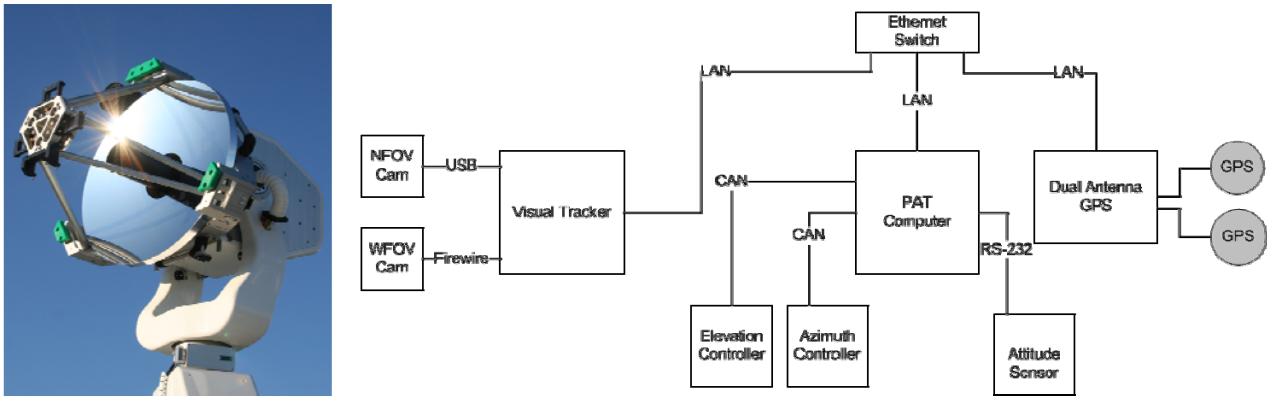 Ethernet
Switch
LAN
LAN
LAN
NFOV
Cam
USB
Visual Tracker
WFOV
Cam
Firewire
CAN
CAN
PAT
Computer
RS-232
Dual Antenna
GPS
GPS
GPS
Elevation
Controller
Azimuth
Controller
Attitude
Sensor